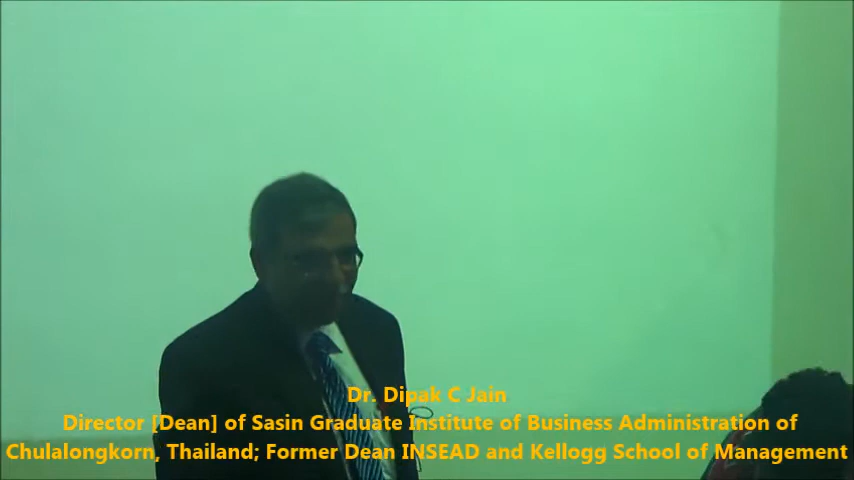 Dr. Dipak C Jain
Director [Dean] of Sasin Graduate Institute of Business Administration of
Chulalongkorn, Thailand; Former Dean INSEAD and Kellogg School of Management